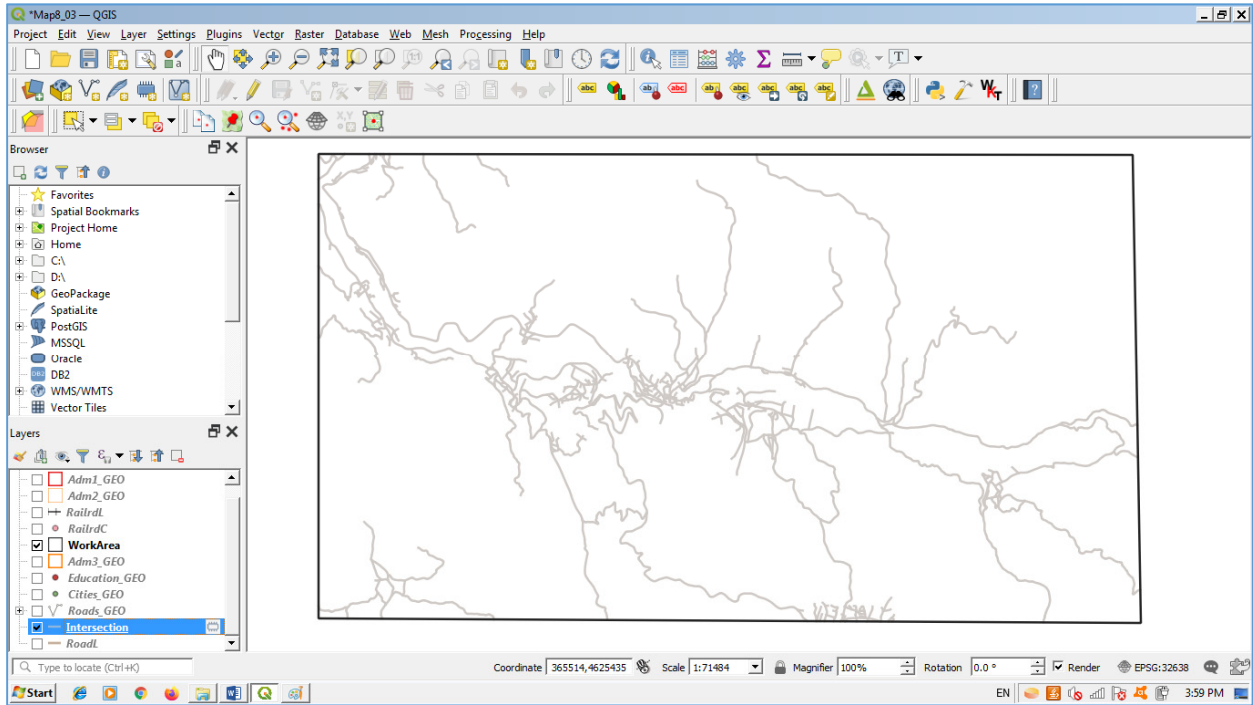 *Map8_03 — QGIS
Project Edit View Layer Settings Plugins Vector Raster Database Web Mesh Processing Help
Browser
Favorites
Spatial Bookmarks
Project Home
Home
C:\
D:\
GeoPackage
SpatiaLite
PostGIS
MSSQL
Oracle
DB2
WMS/WMTS
Vector Tiles
Layers
Adm1_GEO
Adm2_GEO
RailrdL
RailrdC
WorkArea
Adm3_GEO
Education_GEO
Cities_GEO
Roads_GEO
Intersection
RoadL
Type to locate (Ctrl+K) Coordinate 365514,4625435 Scale 1:71484 Magnifier 100% Rotation 0.0 ° Render EPSG:32638
Start EN 3:59 PM